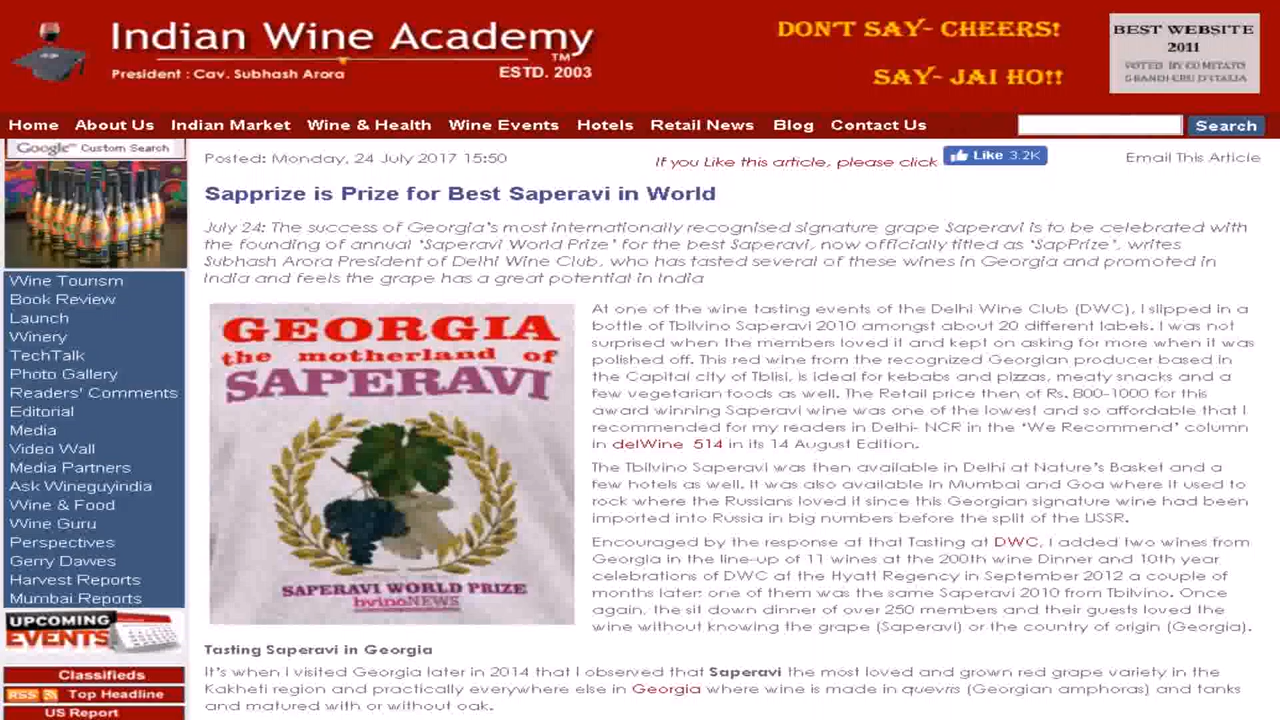 Indian Wine Academy
TM
President : Cav. Subhash Arora
ESTD. 2003
DON'T SAY- CHEERS!
SAY- JAI HO!!
BEST WEBSITE
2011
VOTED BY COMITATO
GRANDI CRU D'ITALIA
Home About Us Indian Market Wine & Health Wine Events Hotels Retail News Blog Contact Us Search
Google™ Custom Search
Wine Tourism
Book Review
Launch
Winery
TechTalk
Photo Gallery
Readers' Comments
Editorial
Media
Video Wall
Media Partners
Ask Wineguyindia
Wine & Food
Wine Guru
Perspectives
Gerry Dawes
Harvest Reports
Mumbai Reports
UPCOMING
EVENTS
Classifieds
RSS Top Headline
US Report
Posted: Monday, 24 July 2017 15:50
If you Like this article, please click Like 3.2K
Email This Article
Sapprize is Prize for Best Saperavi in World
July 24: The success of Georgia's most internationally recognised signature grape Saperavi is to be celebrated with
the founding of annual 'Saperavi World Prize' for the best Saperavi, now officially titled as 'SapPrize', writes
Subhash Arora President of Delhi Wine Club, who has tasted several of these wines in Georgia and promoted in
India and feels the grape has a great potential in India
GEORGIA
the motherland of
SAPERAVI
SAPERAVI WORLD PRIZE
hvinoNEWS
At one of the wine tasting events of the Delhi Wine Club (DWC), I slipped in a
bottle of Tbilvino Saperavi 2010 amongst about 20 different labels. I was not
surprised when the members loved it and kept on asking for more when it was
polished off. This red wine from the recognized Georgian producer based in
the Capital city of Tblisi, is ideal for kebabs and pizzas, meaty snacks and a
few vegetarian foods as well. The Retail price then of Rs. 800-1000 for this
award winning Saperavi wine was one of the lowest and so affordable that I
recommended for my readers in Delhi- NCR in the 'We Recommend' column
in delWine 514 in its 14 August Edition.
The Tbilvino Saperavi was then available in Delhi at Nature's Basket and a
few hotels as well. It was also available in Mumbai and Goa where it used to
rock where the Russians loved it since this Georgian signature wine had been
imported into Russia in big numbers before the split of the USSR.
Encouraged by the response at that Tasting at DWC, I added two wines from
Georgia in the line-up of 11 wines at the 200th wine Dinner and 10th year
celebrations of DWC at the Hyatt Regency in September 2012 a couple of
months later; one of them was the same Saperavi 2010 from Tbilvino. Once
again, the sit down dinner of over 250 members and their guests loved the
wine without knowing the grape (Saperavi) or the country of origin (Georgia).
Tasting Saperavi in Georgia
It's when I visited Georgia later in 2014 that I observed that Saperavi the most loved and grown red grape variety in the
Kakheti region and practically everywhere else in Georgia where wine is made in quevris (Georgian amphoras) and tanks
and matured with or without oak.